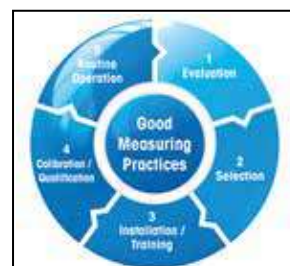 Good
Measuring
Practices
1
Evaluation
2
Selection
3
Installation /
Training
4
Calibration /
Qualification
5
Routine
Operation